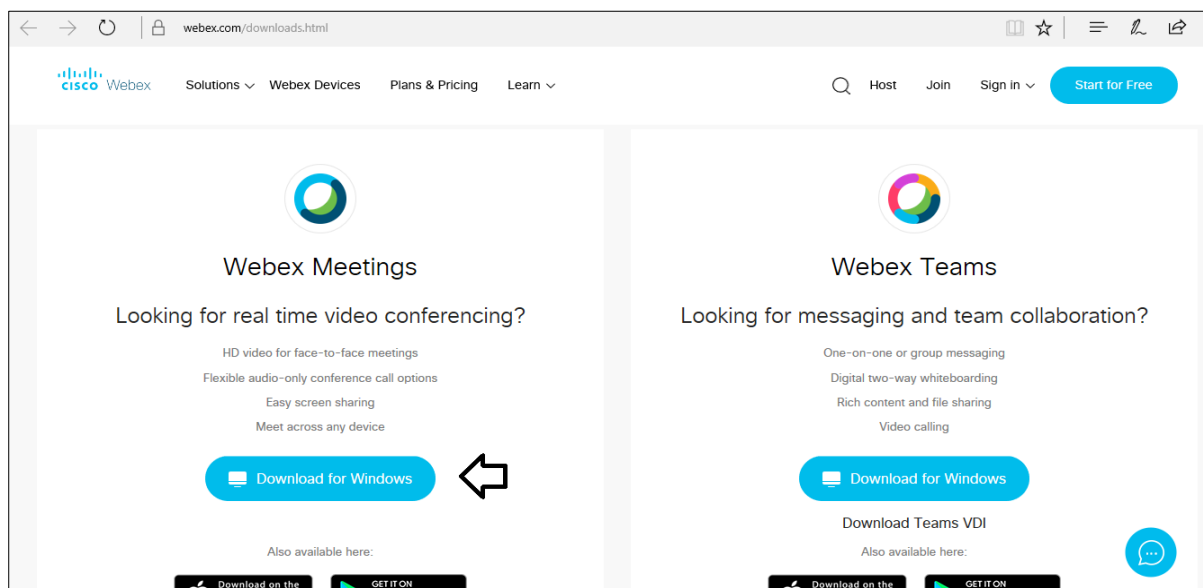 webex.com/downloads.html
cisco Webex
Solutions
Webex Devices
Plans & Pricing
Learn
Host
Join
Sign in
Start for Free
Webex Meetings
Looking for real time video conferencing?
HD video for face-to-face meetings
Flexible audio-only conference call options
Easy screen sharing
Meet across any device
Download for Windows
Also available here:
Download on the
GET IT ON
Webex Teams
Looking for messaging and team collaboration?
One-on-one or group messaging
Digital two-way whiteboarding
Rich content and file sharing
Video calling
Download for Windows
Download Teams VDI
Also available here:
Download on the
GET IT ON